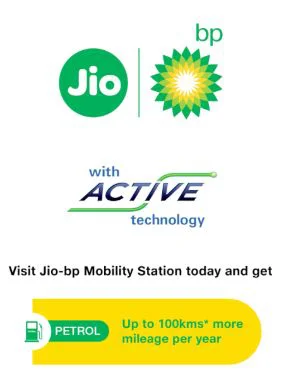 bp
Jio
with
ACTIVE
technology
Visit Jio-bp Mobility Station today and get
PETROL
Up to 100kms* more
mileage per year